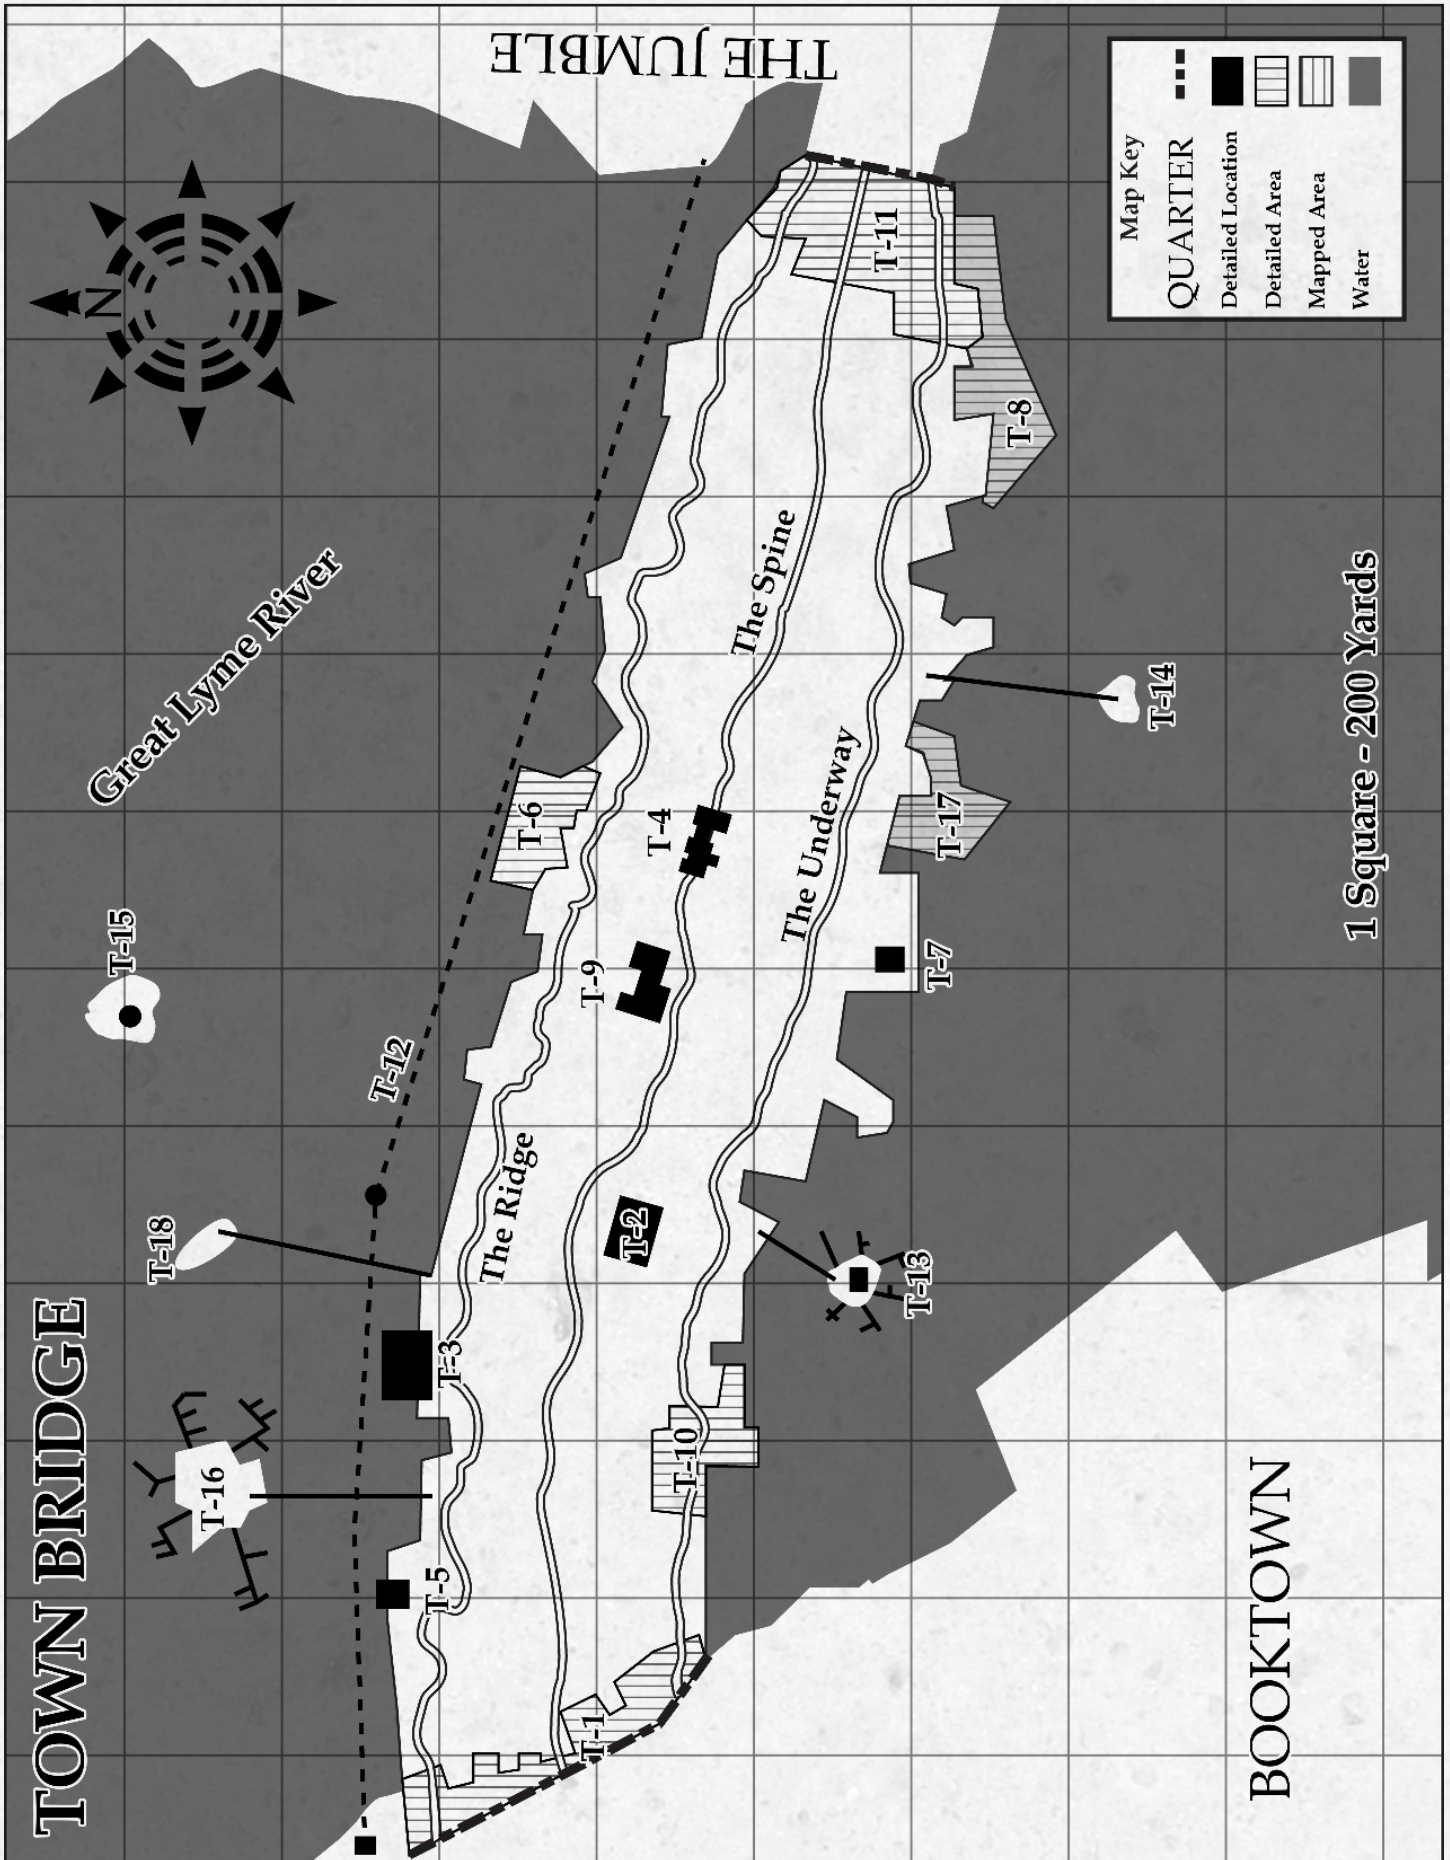 TOWN BRIDGE
Great Lyme River
N
THE JUMBLE
T-18
T-16
T-15
T-12
T-5
T-3
The Ridge
T-6
T-9
T-4
The Spine
T-2
T-1
T-10
The Underway
T-11
T-8
T-7
T-17
T-13
T-14
BOOKTOWN
1 Square - 200 Yards
Map Key
QUARTER
Detailed Location
Detailed Area
Mapped Area
Water